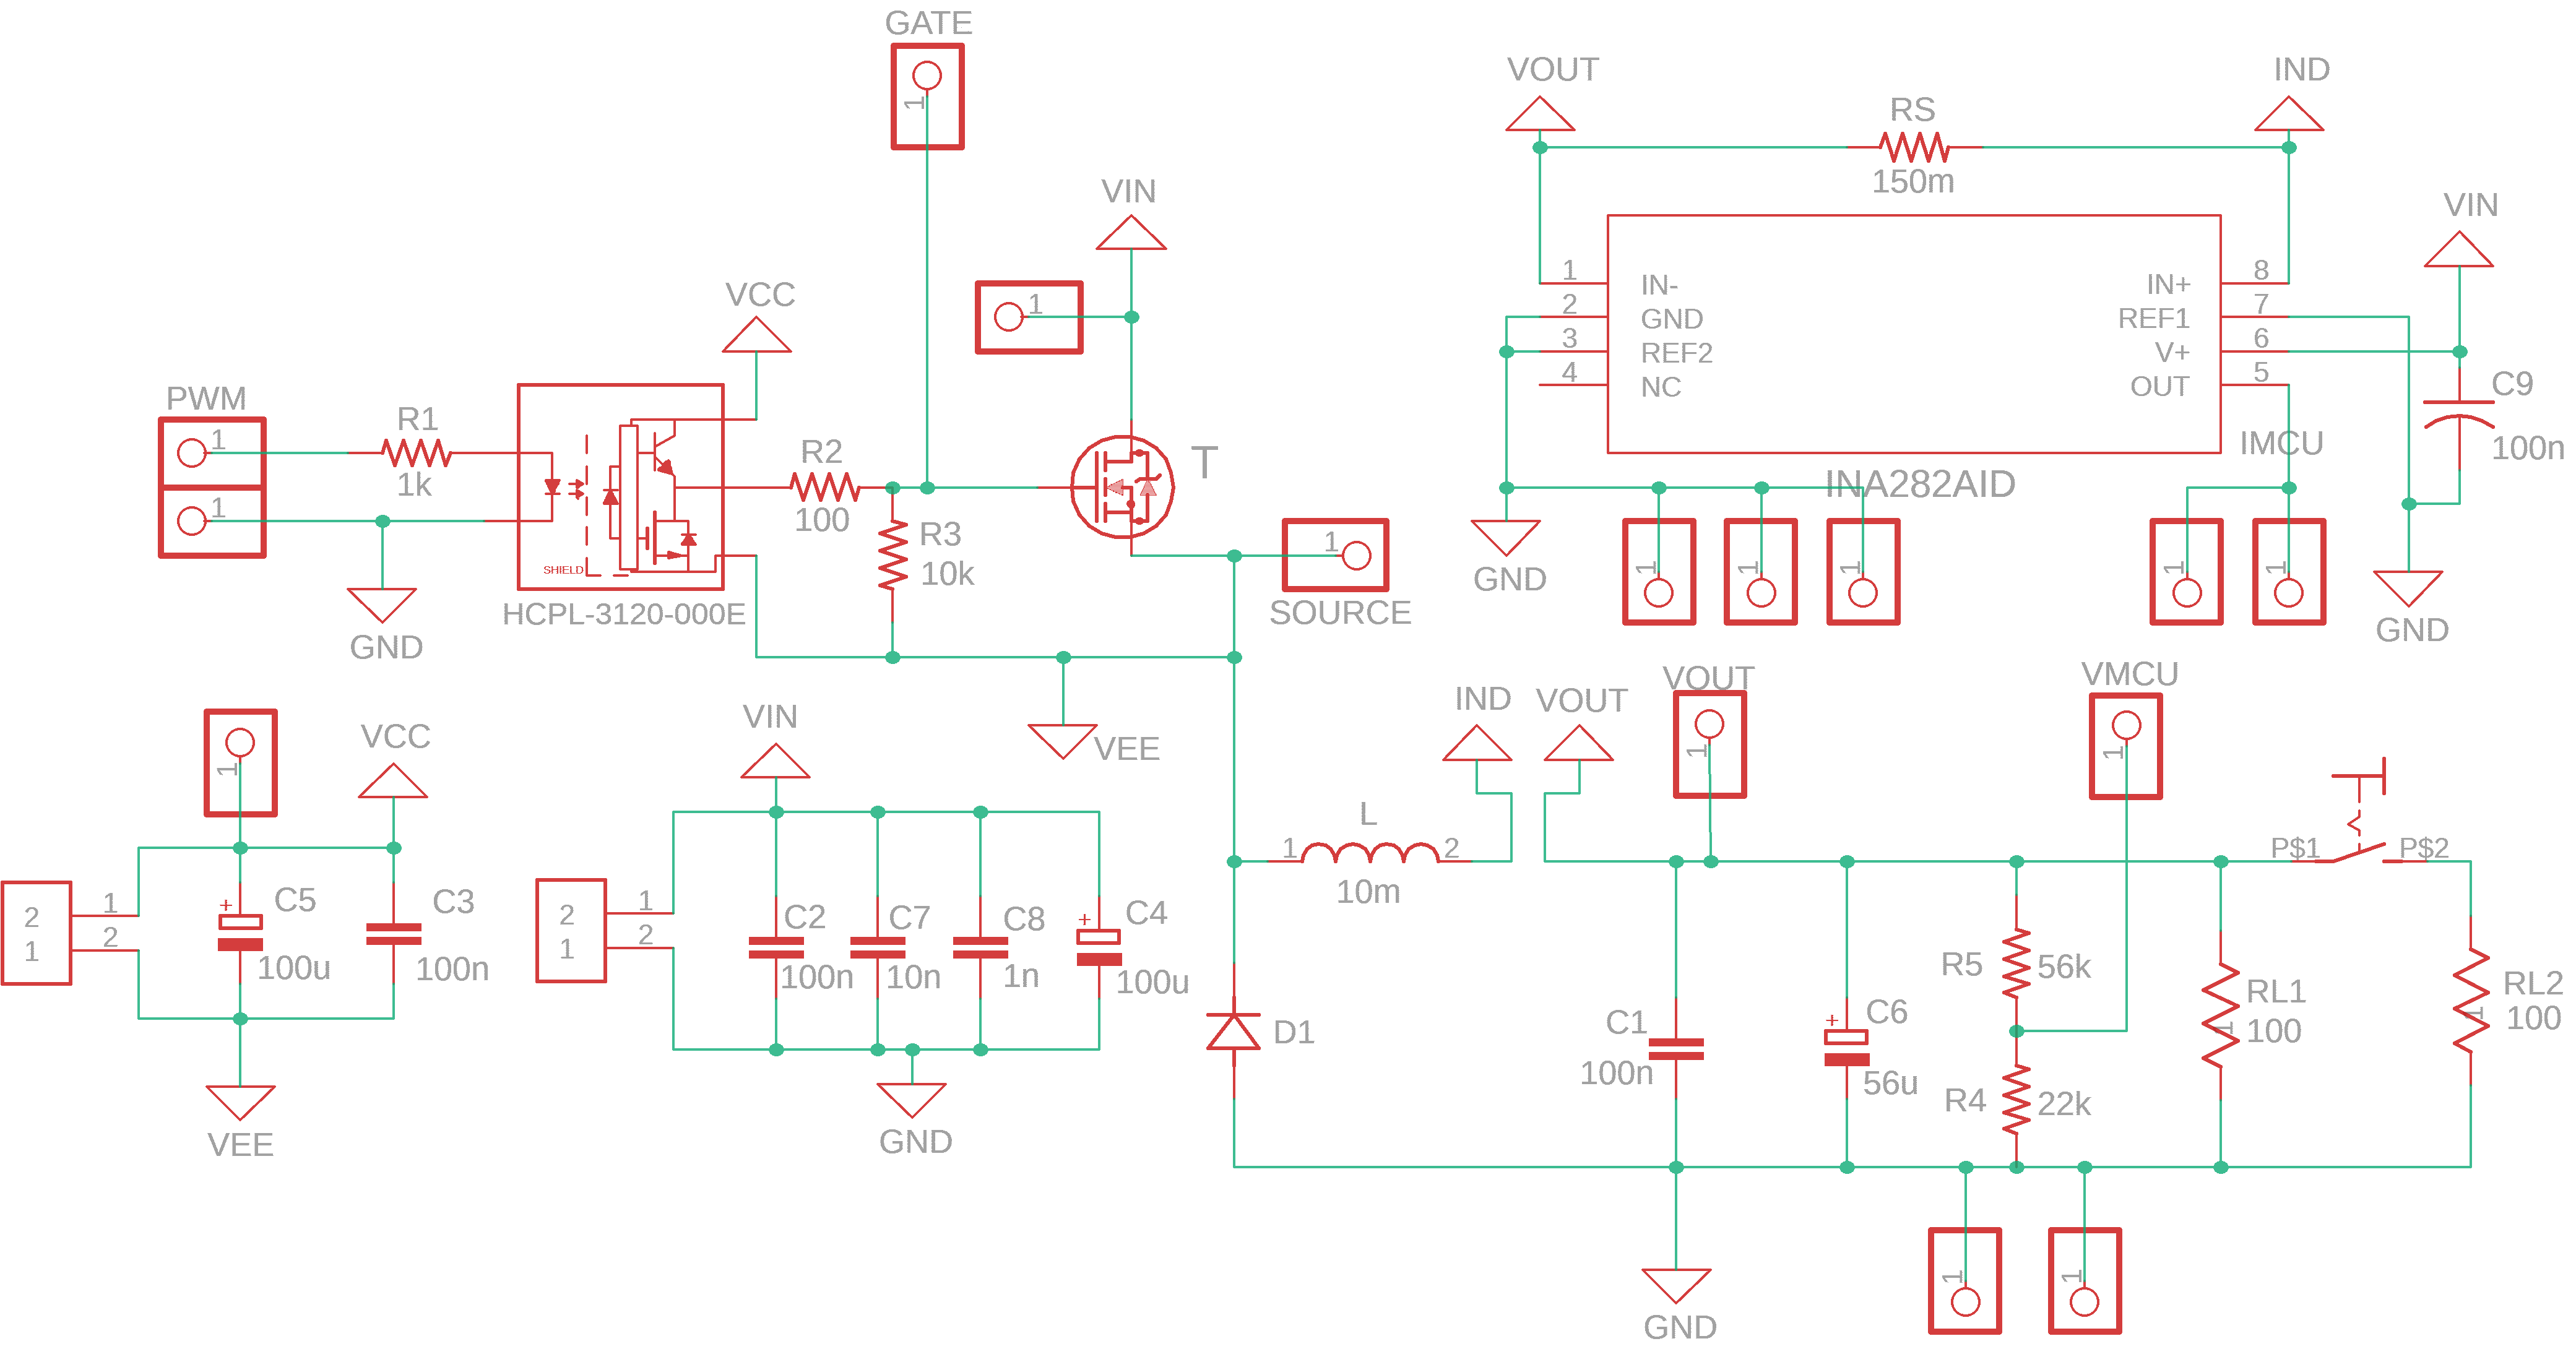 GATE
1
VIN
1
VCC
PWM
1
1
R1
1k
SHIELD
HCPL-3120-000E
GND
R2
100
R3
10k
T
1
SOURCE
VEE
VOUT
IND
RS
150m
VIN
1
2
3
4
IN-
GND
REF2
NC
IN+
REF1
V+
OUT
8
7
6
5
C9
100n
IMCU
INA282AID
GND
1
1
1
1
1
GND
1
VCC
2
1
1
2
+
C5
100u
C3
100n
VEE
VIN
2
1
1
2
C2
100n
C7
10n
C8
1n
+
C4
100u
GND
IND
VOUT
VOUT
1
VMCU
1
L
1
2
10m
P$1
P$2
D1
C1
100n
+
C6
56u
R5
56k
R4
22k
RL1
1
100
RL2
1
100
GND
1
1